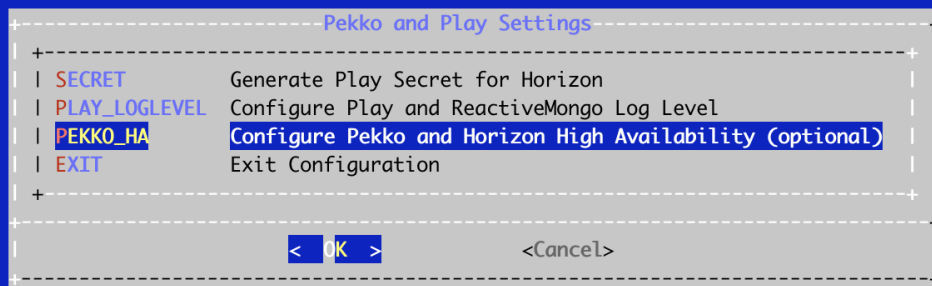 Pekko and Play Settings
SECRET Generate Play Secret for Horizon
PLAY_LOGLEVEL Configure Play and ReactiveMongo Log Level
PEKKO_HA Configure Pekko and Horizon High Availability (optional)
EXIT Exit Configuration
< OK > <Cancel>